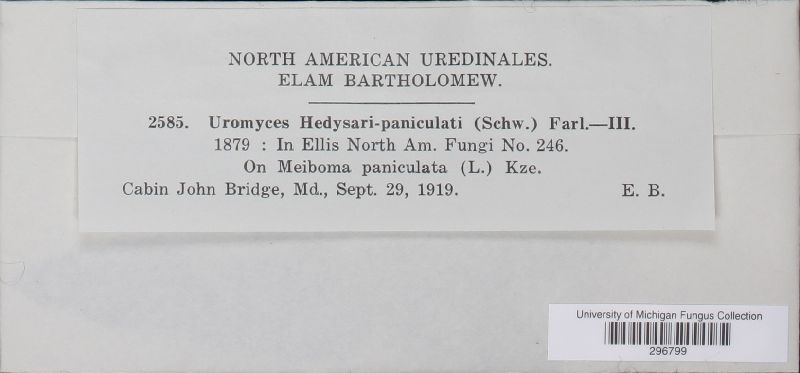 NORTH AMERICAN UREDINALES.
ELAM BARTHOLOMEW.
2585. Uromyces Hedysari-paniculati (Schw.) Farl.—III.
1879 : In Ellis North Am. Fungi No. 246.
On Meiboma paniculata (L.) Kze.
Cabin John Bridge, Md., Sept. 29, 1919. E. B.
University of Michigan Fungus Collection
296799